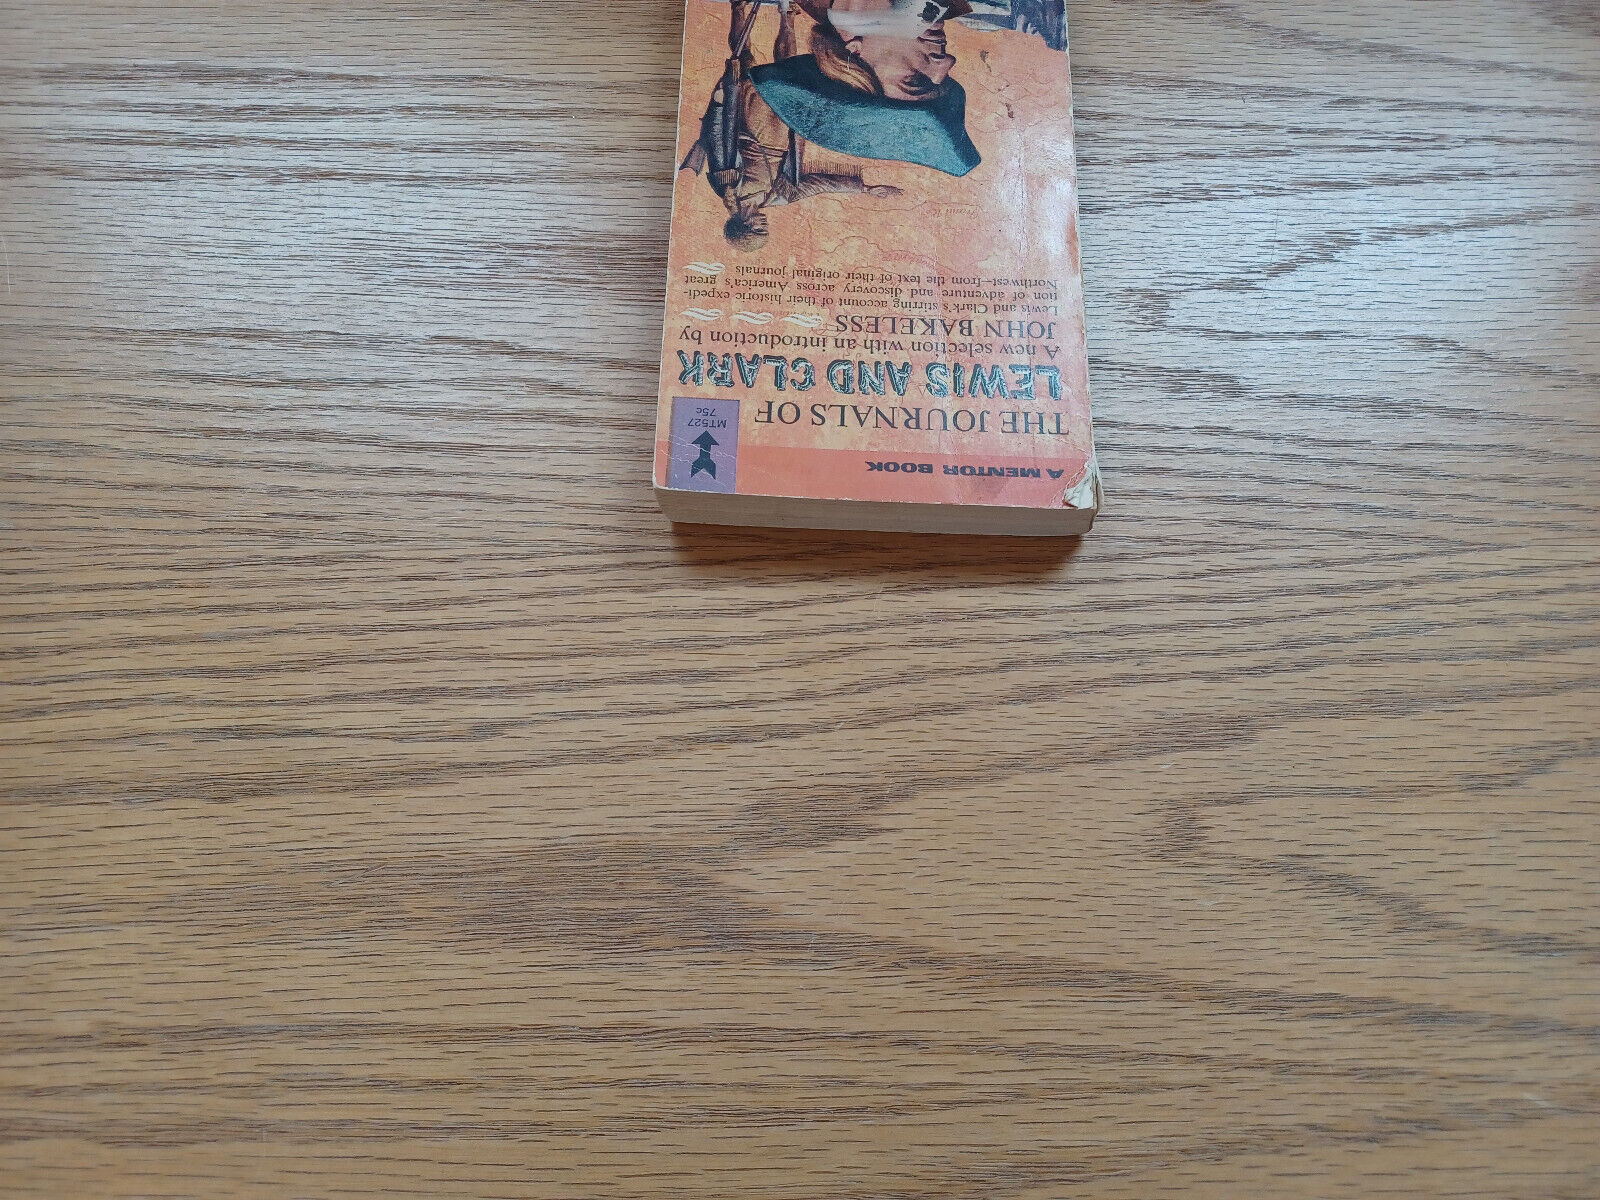 A MENTOR BOOK
MT527
75c
THE JOURNALS OF
LEWIS AND CLARK
A new selection with an introduction by
JOHN BAKELESS
Lewis and Clark's stirring account of their historic expedi-
tion of adventure and discovery across America's great
Northwest—from the text of their original journals